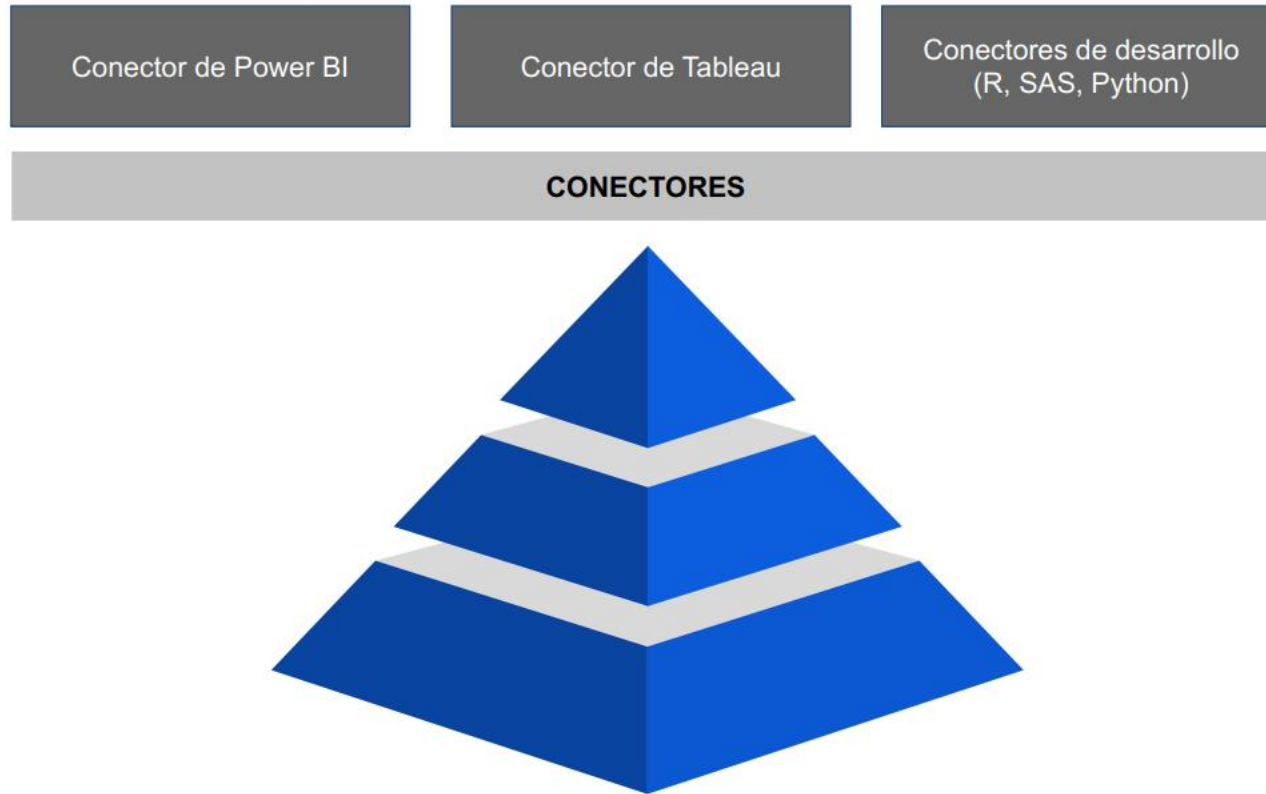 Conector de Power BI
Conector de Tableau
Conectores de desarrollo
(R, SAS, Python)
CONECTORES